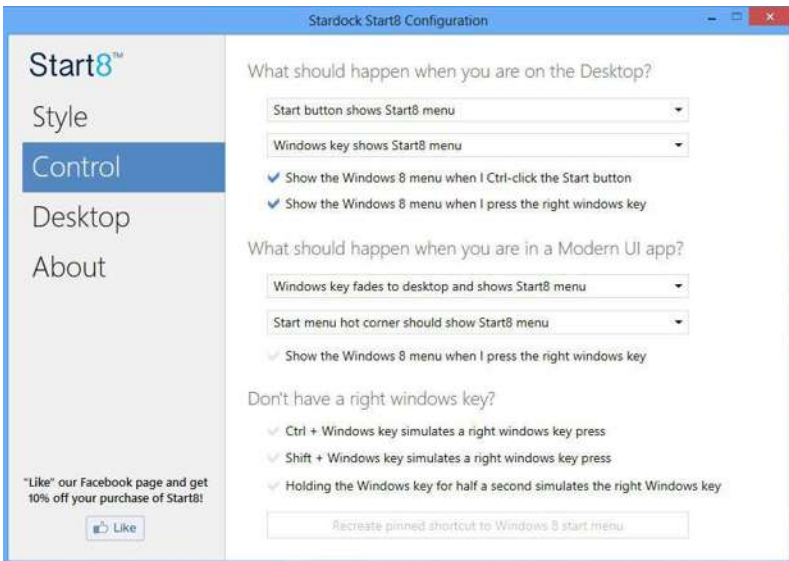 Stardock Start8 Configuration
Start8™
Style
Control
Desktop
About
"Like" our Facebook page and get
10% off your purchase of Start8!
Like
What should happen when you are on the Desktop?
Start button shows Start8 menu
Windows key shows Start8 menu
Show the Windows 8 menu when I Ctrl-click the Start button
Show the Windows 8 menu when I press the right windows key
What should happen when you are in a Modern UI app?
Windows key fades to desktop and shows Start8 menu
Start menu hot corner should show Start8 menu
Show the Windows 8 menu when I press the right windows key
Don't have a right windows key?
Ctrl + Windows key simulates a right windows key press
Shift + Windows key simulates a right windows key press
Holding the Windows key for half a second simulates the right Windows key
Recreate pinned shortcut to Windows 8 start menu